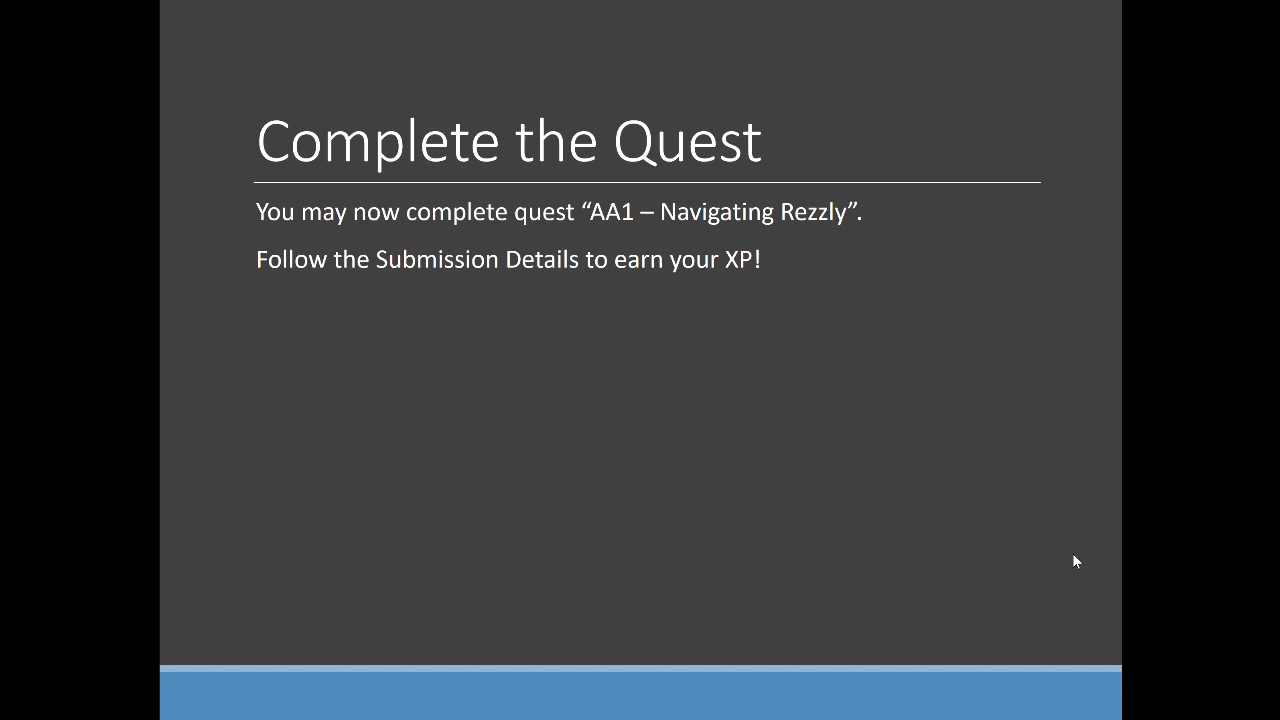 Complete the Quest
You may now complete quest “AA1 – Navigating Rezzly”.
Follow the Submission Details to earn your XP!